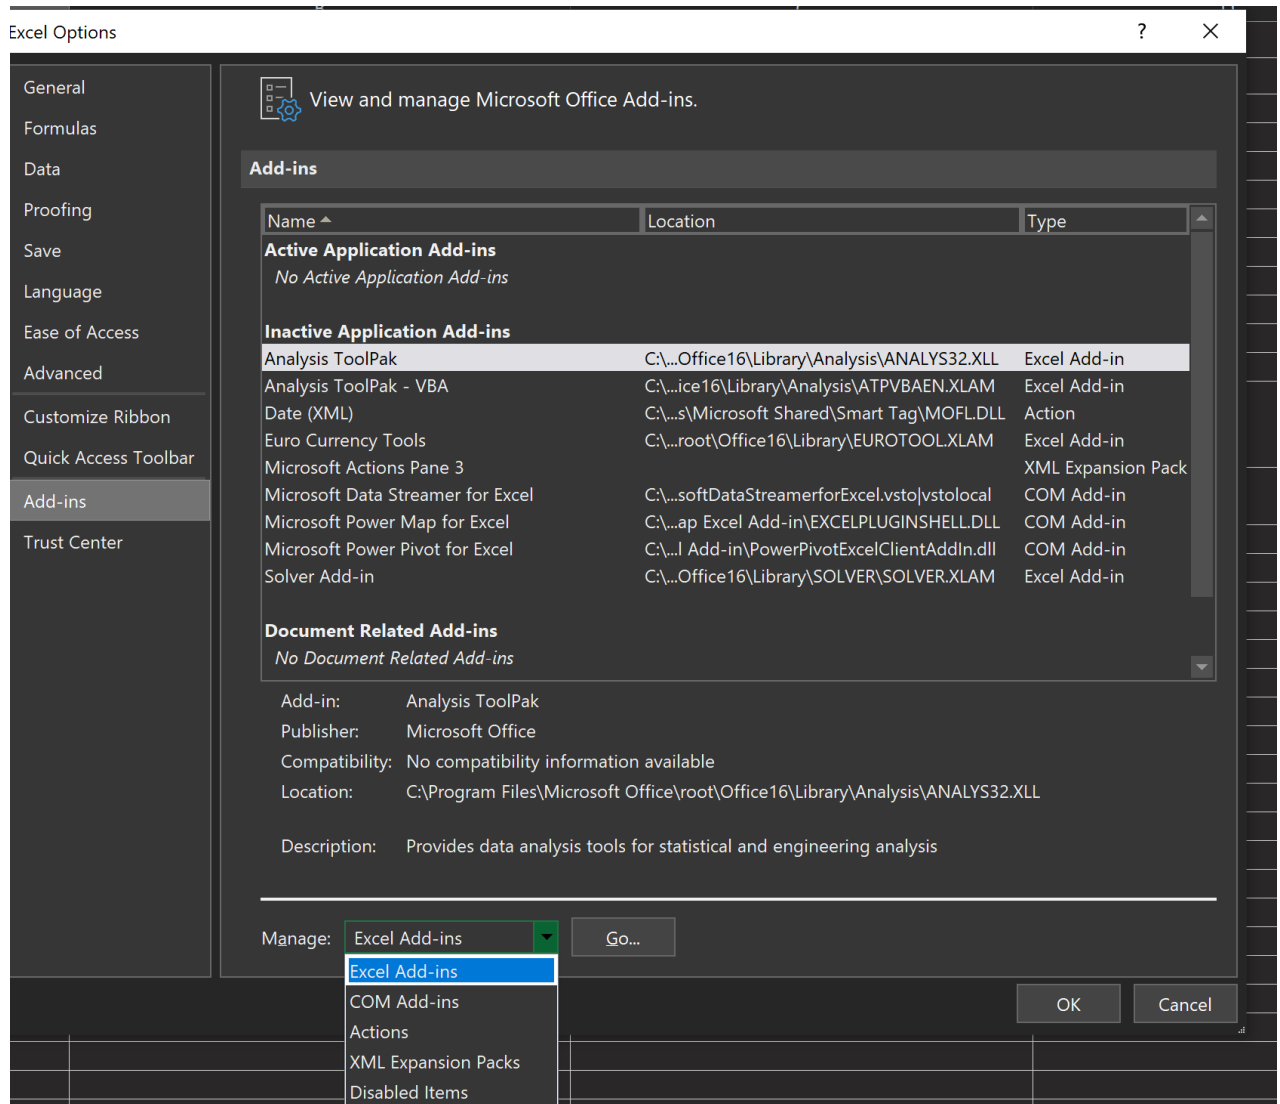 Excel Options ?
General
Formulas
Data
Proofing
Save
Language
Ease of Access
Advanced
Customize Ribbon
Quick Access Toolbar
Add-ins
Trust Center
View and manage Microsoft Office Add-ins.
Add-ins
Name Location Type
Active Application Add-ins
No Active Application Add-ins
Inactive Application Add-ins
Analysis ToolPak C:\...Office16\Library\Analysis\ANALYS32.XLL Excel Add-in
Analysis ToolPak - VBA C:\...ice16\Library\Analysis\ATPVBAEN.XLAM Excel Add-in
Date (XML) C:\...s\Microsoft Shared\Smart Tag\MOFL.DLL Action
Euro Currency Tools C:\...root\Office16\Library\EUROTOOL.XLAM Excel Add-in
Microsoft Actions Pane 3 XML Expansion Pack
Microsoft Data Streamer for Excel C:\...softDataStreamerforExcel.vsto|vstolocal COM Add-in
Microsoft Power Map for Excel C:\...ap Excel Add-in\EXCELPLUGINSHELL.DLL COM Add-in
Microsoft Power Pivot for Excel C:\...l Add-in\PowerPivotExcelClientAddIn.dll COM Add-in
Solver Add-in C:\...Office16\Library\SOLVER\SOLVER.XLAM Excel Add-in
Document Related Add-ins
No Document Related Add-ins
Add-in: Analysis ToolPak
Publisher: Microsoft Office
Compatibility: No compatibility information available
Location: C:\Program Files\Microsoft Office\root\Office16\Library\Analysis\ANALYS32.XLL
Description: Provides data analysis tools for statistical and engineering analysis
Manage: Excel Add-ins Go...
Excel Add-ins
COM Add-ins
Actions
XML Expansion Packs
Disabled Items
OK Cancel